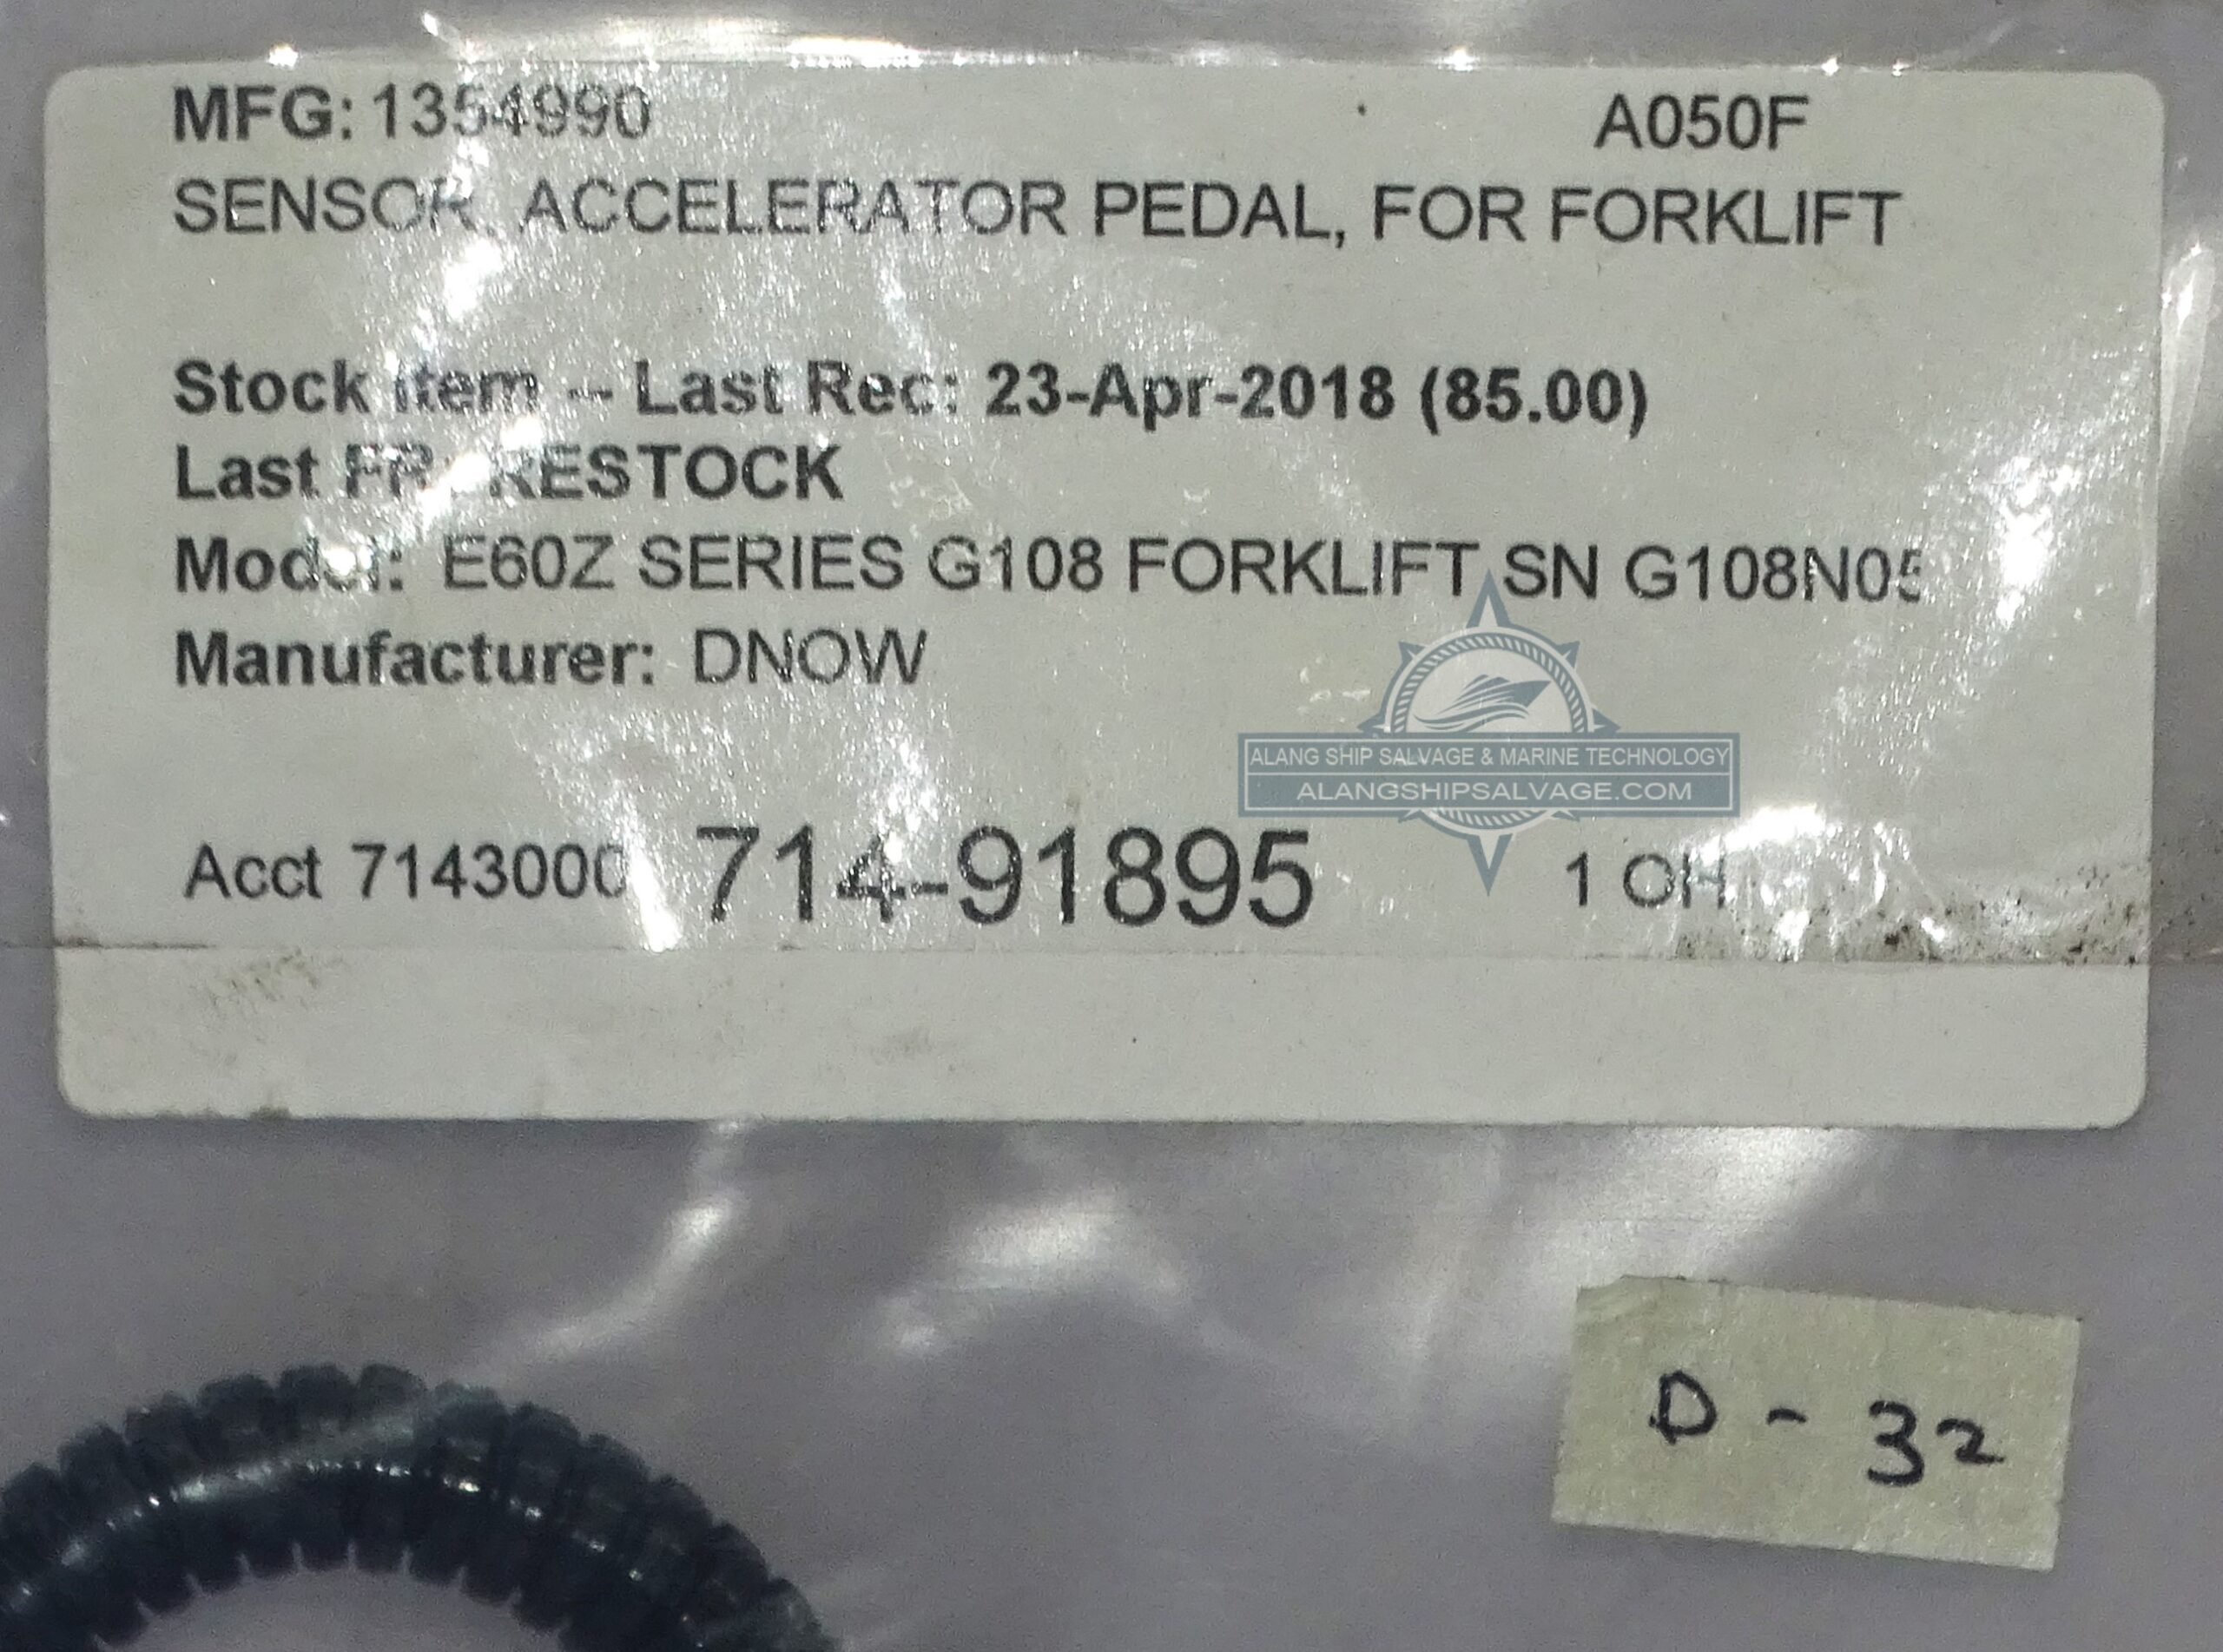 MFG: 1354990 A050F
SENSOR, ACCELERATOR PEDAL, FOR FORKLIFT
Stock item -- Last Rec: 23-Apr-2018 (85.00)
Last RESTOCK
Model: E60Z SERIES G108 FORKLIFT SN G108N05
Manufacturer: DNOW
ALANG SHIP SALVAGE & MARINE TECHNOLOGY
ALANGSHIPSALVAGE.COM
Acct 7143000 714-91895 1 OH
D - 32